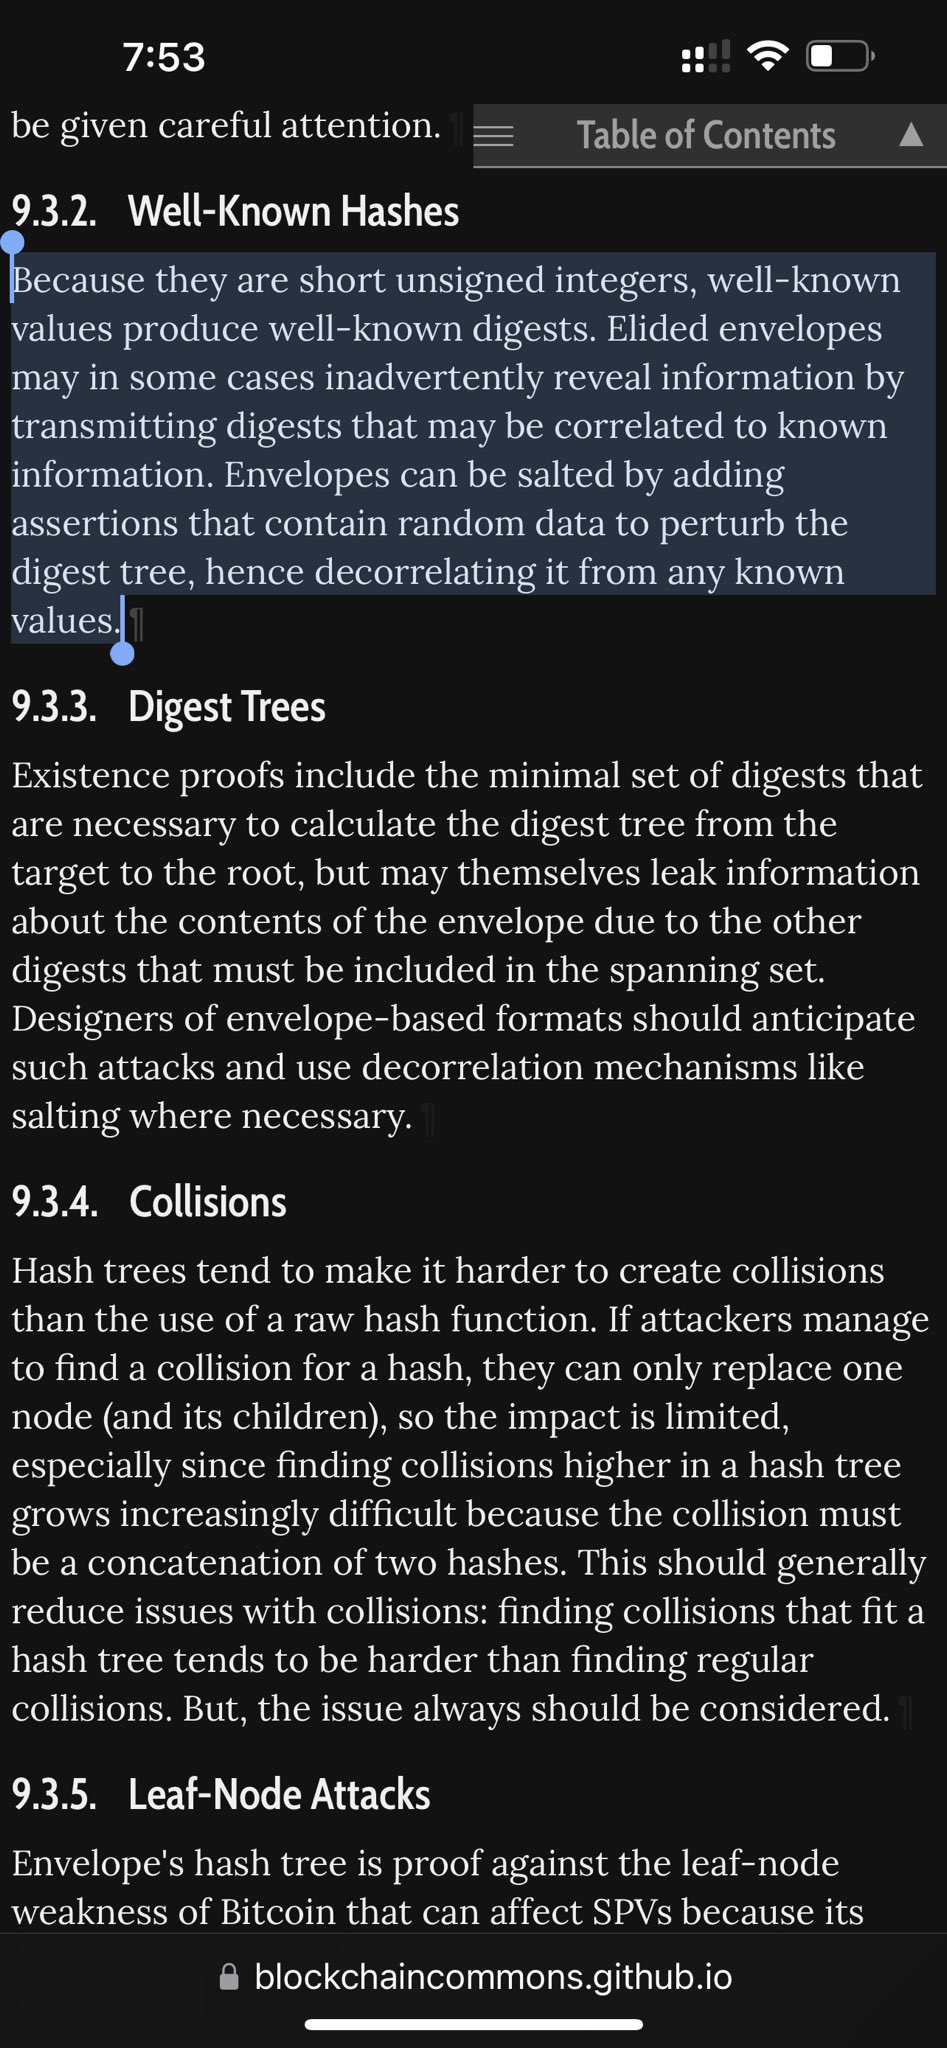 7:53
be given careful attention. ¶
Table of Contents ▲
9.3.2. Well-Known Hashes
Because they are short unsigned integers, well-known
values produce well-known digests. Elided envelopes
may in some cases inadvertently reveal information by
transmitting digests that may be correlated to known
information. Envelopes can be salted by adding
assertions that contain random data to perturb the
digest tree, hence decorrelating it from any known
values. ¶
9.3.3. Digest Trees
Existence proofs include the minimal set of digests that
are necessary to calculate the digest tree from the
target to the root, but may themselves leak information
about the contents of the envelope due to the other
digests that must be included in the spanning set.
Designers of envelope-based formats should anticipate
such attacks and use decorrelation mechanisms like
salting where necessary. ¶
9.3.4. Collisions
Hash trees tend to make it harder to create collisions
than the use of a raw hash function. If attackers manage
to find a collision for a hash, they can only replace one
node (and its children), so the impact is limited,
especially since finding collisions higher in a hash tree
grows increasingly difficult because the collision must
be a concatenation of two hashes. This should generally
reduce issues with collisions: finding collisions that fit a
hash tree tends to be harder than finding regular
collisions. But, the issue always should be considered. ¶
9.3.5. Leaf-Node Attacks
Envelope's hash tree is proof against the leaf-node
weakness of Bitcoin that can affect SPVs because its
blockchaincommons.github.io